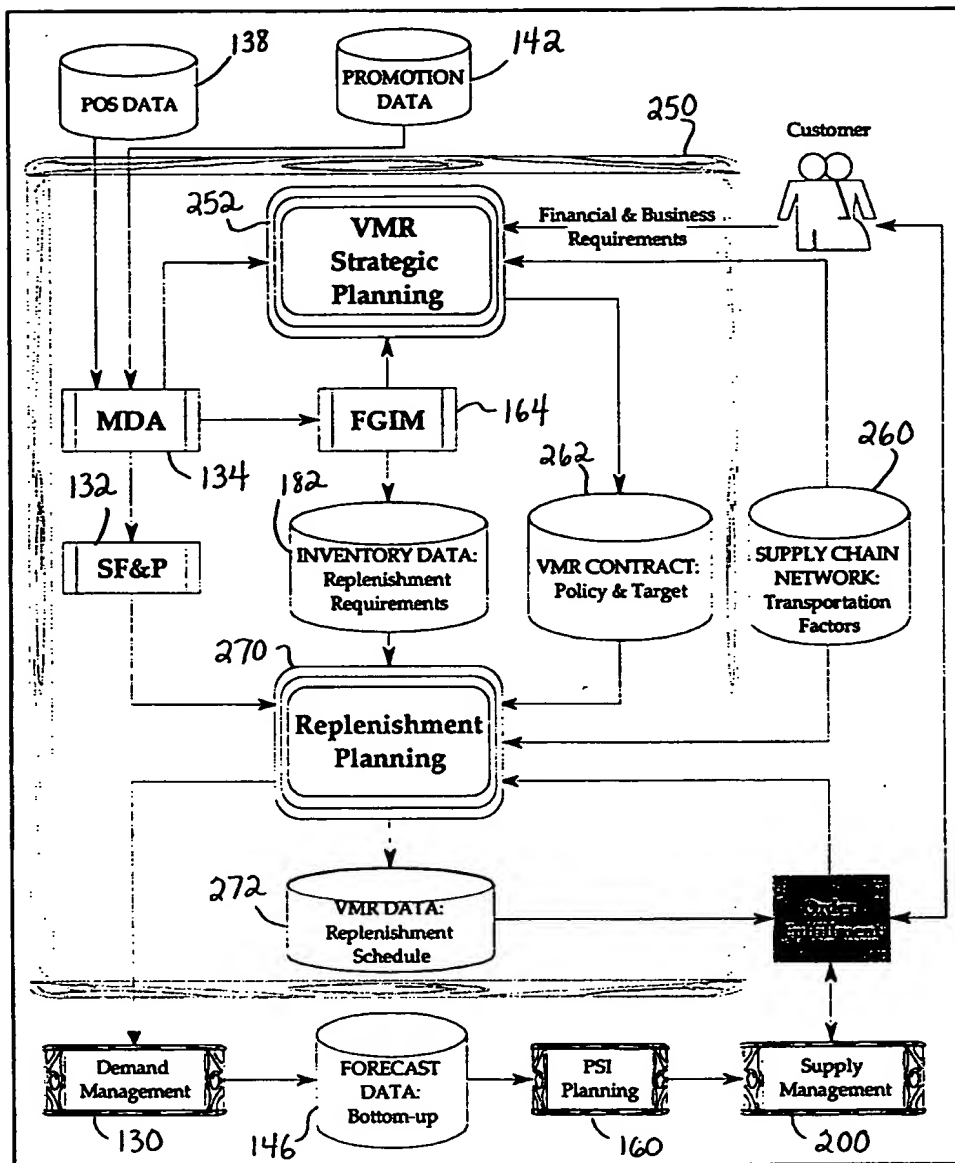 138
142
POS DATA
PROMOTION
DATA
250
Customer
252
VMR
Strategic
Planning
Financial & Business
Requirements
MDA
FGIM
164
134
132
182
262
260
SF&P
INVENTORY DATA:
Replenishment
Requirements
VMR CONTRACT:
Policy & Target
SUPPLY CHAIN
NETWORK:
Transportation
Factors
270
Replenishment
Planning
272
VMR DATA:
Replenishment
Schedule
Order
Fulfillment
Demand
Management
FORECAST
DATA:
Bottom-up
PSI
Planning
Supply
Management
130
146
160
200